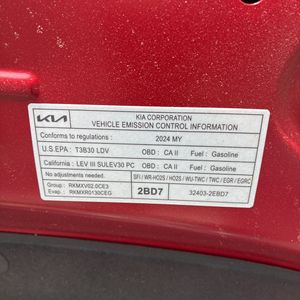 KIA
KIA CORPORATION
VEHICLE EMISSION CONTROL INFORMATION
Conforms to regulations : 2024 MY
U.S.EPA : T3B30 LDV OBD : CA II Fuel : Gasoline
California : LEV III SULEV30 PC OBD : CA II Fuel : Gasoline
No adjustments needed. SFI / WR-HO2S / HO2S / WU-TWC / TWC / EGR / EGRC
Group : RKMXV02.0CE3
Evap : RKMXR0130CEG 2BD7 32403-2EBD7